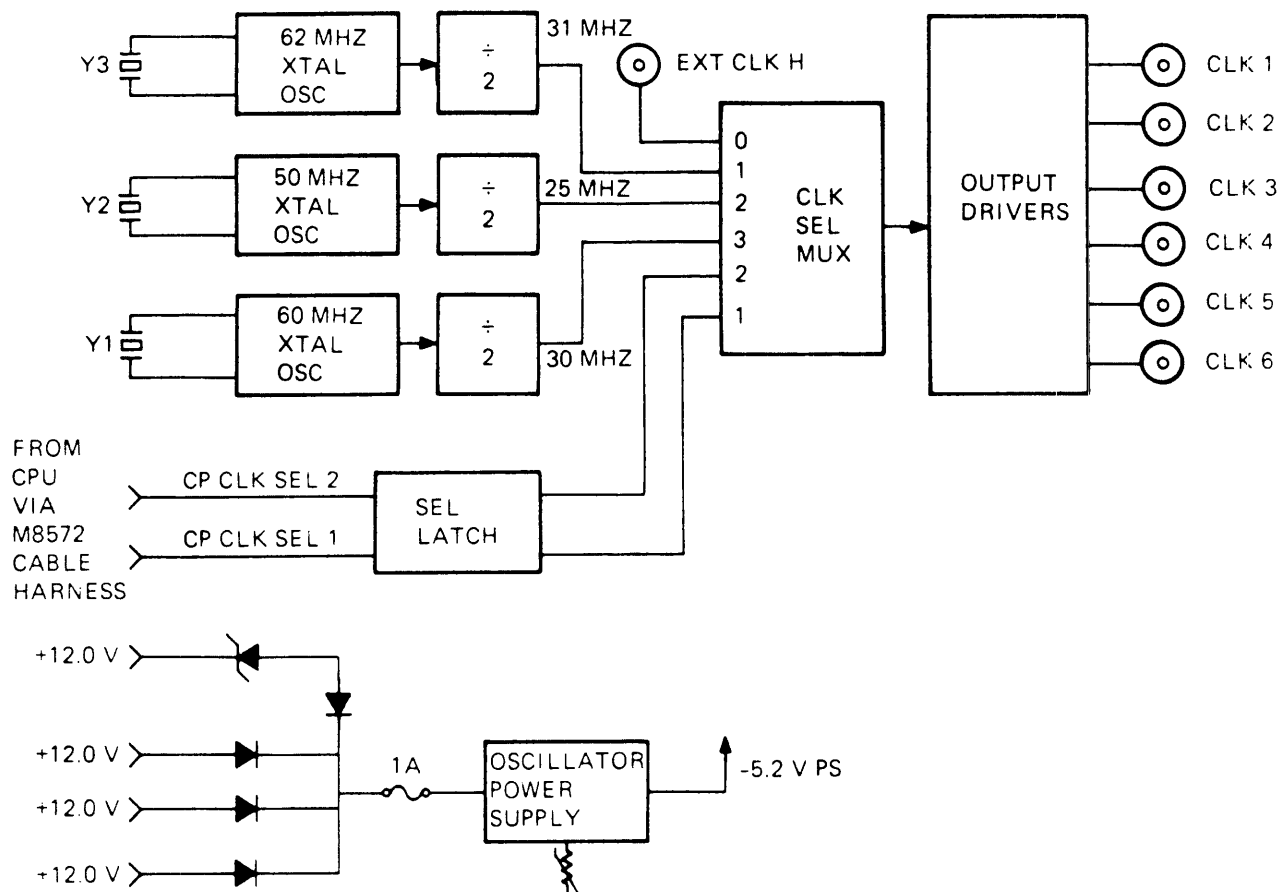 Y3
62 MHZ
XTAL
OSC
÷
2
31 MHZ
EXT CLK H
Y2
50 MHZ
XTAL
OSC
÷
2
25 MHZ
Y1
60 MHZ
XTAL
OSC
÷
2
30 MHZ
0
1
2
3
2
1
CLK
SEL
MUX
OUTPUT
DRIVERS
CLK 1
CLK 2
CLK 3
CLK 4
CLK 5
CLK 6
FROM
CPU
VIA
M8572
CABLE
HARNESS
CP CLK SEL 2
CP CLK SEL 1
SEL
LATCH
+12.0 V
+12.0 V
+12.0 V
+12.0 V
1A
OSCILLATOR
POWER
SUPPLY
-5.2 V PS